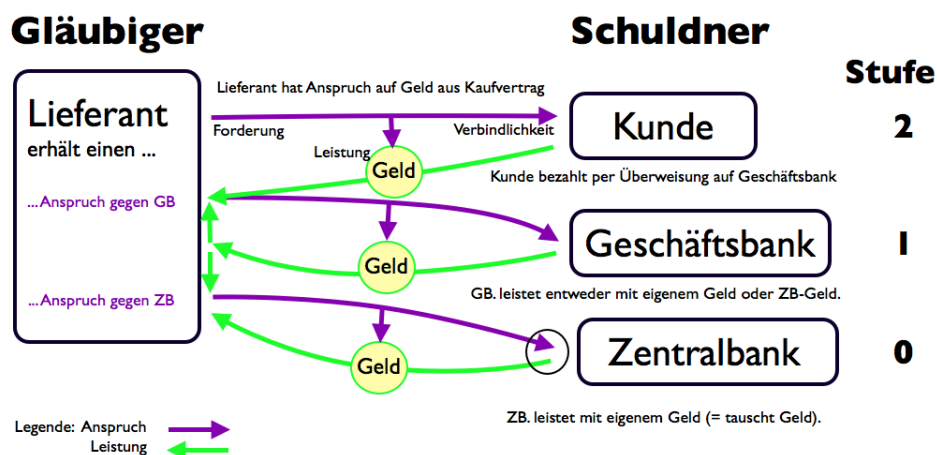 Gläubiger
Schuldner
Stufe
Lieferant
erhält einen ...
Lieferant hat Anspruch auf Geld aus Kaufvertrag
Forderung
Verbindlichkeit
Leistung
Geld
Kunde
2
Kunde bezahlt per Überweisung auf Geschäftsbank
...Anspruch gegen GB
Geld
Geschäftsbank
1
GB. leistet entweder mit eigenem Geld oder ZB-Geld.
...Anspruch gegen ZB
Geld
Zentralbank
0
ZB. leistet mit eigenem Geld (= tauscht Geld).
Legende: Anspruch
Leistung